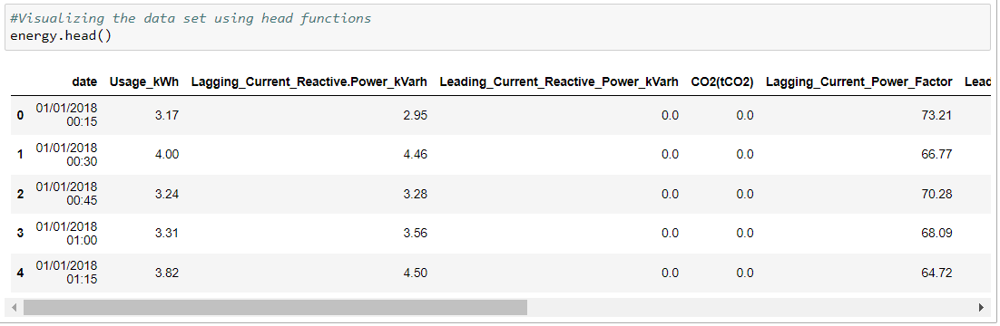 #Visualizing the data set using head functions
energy.head()
date Usage_kWh Lagging_Current_Reactive.Power_kVarh Leading_Current_Reactive_Power_kVarh CO2(tCO2) Lagging_Current_Power_Factor Lead
0 01/01/2018 00:15 3.17 2.95 0.0 0.0 73.21
1 01/01/2018 00:30 4.00 4.46 0.0 0.0 66.77
2 01/01/2018 00:45 3.24 3.28 0.0 0.0 70.28
3 01/01/2018 01:00 3.31 3.56 0.0 0.0 68.09
4 01/01/2018 01:15 3.82 4.50 0.0 0.0 64.72